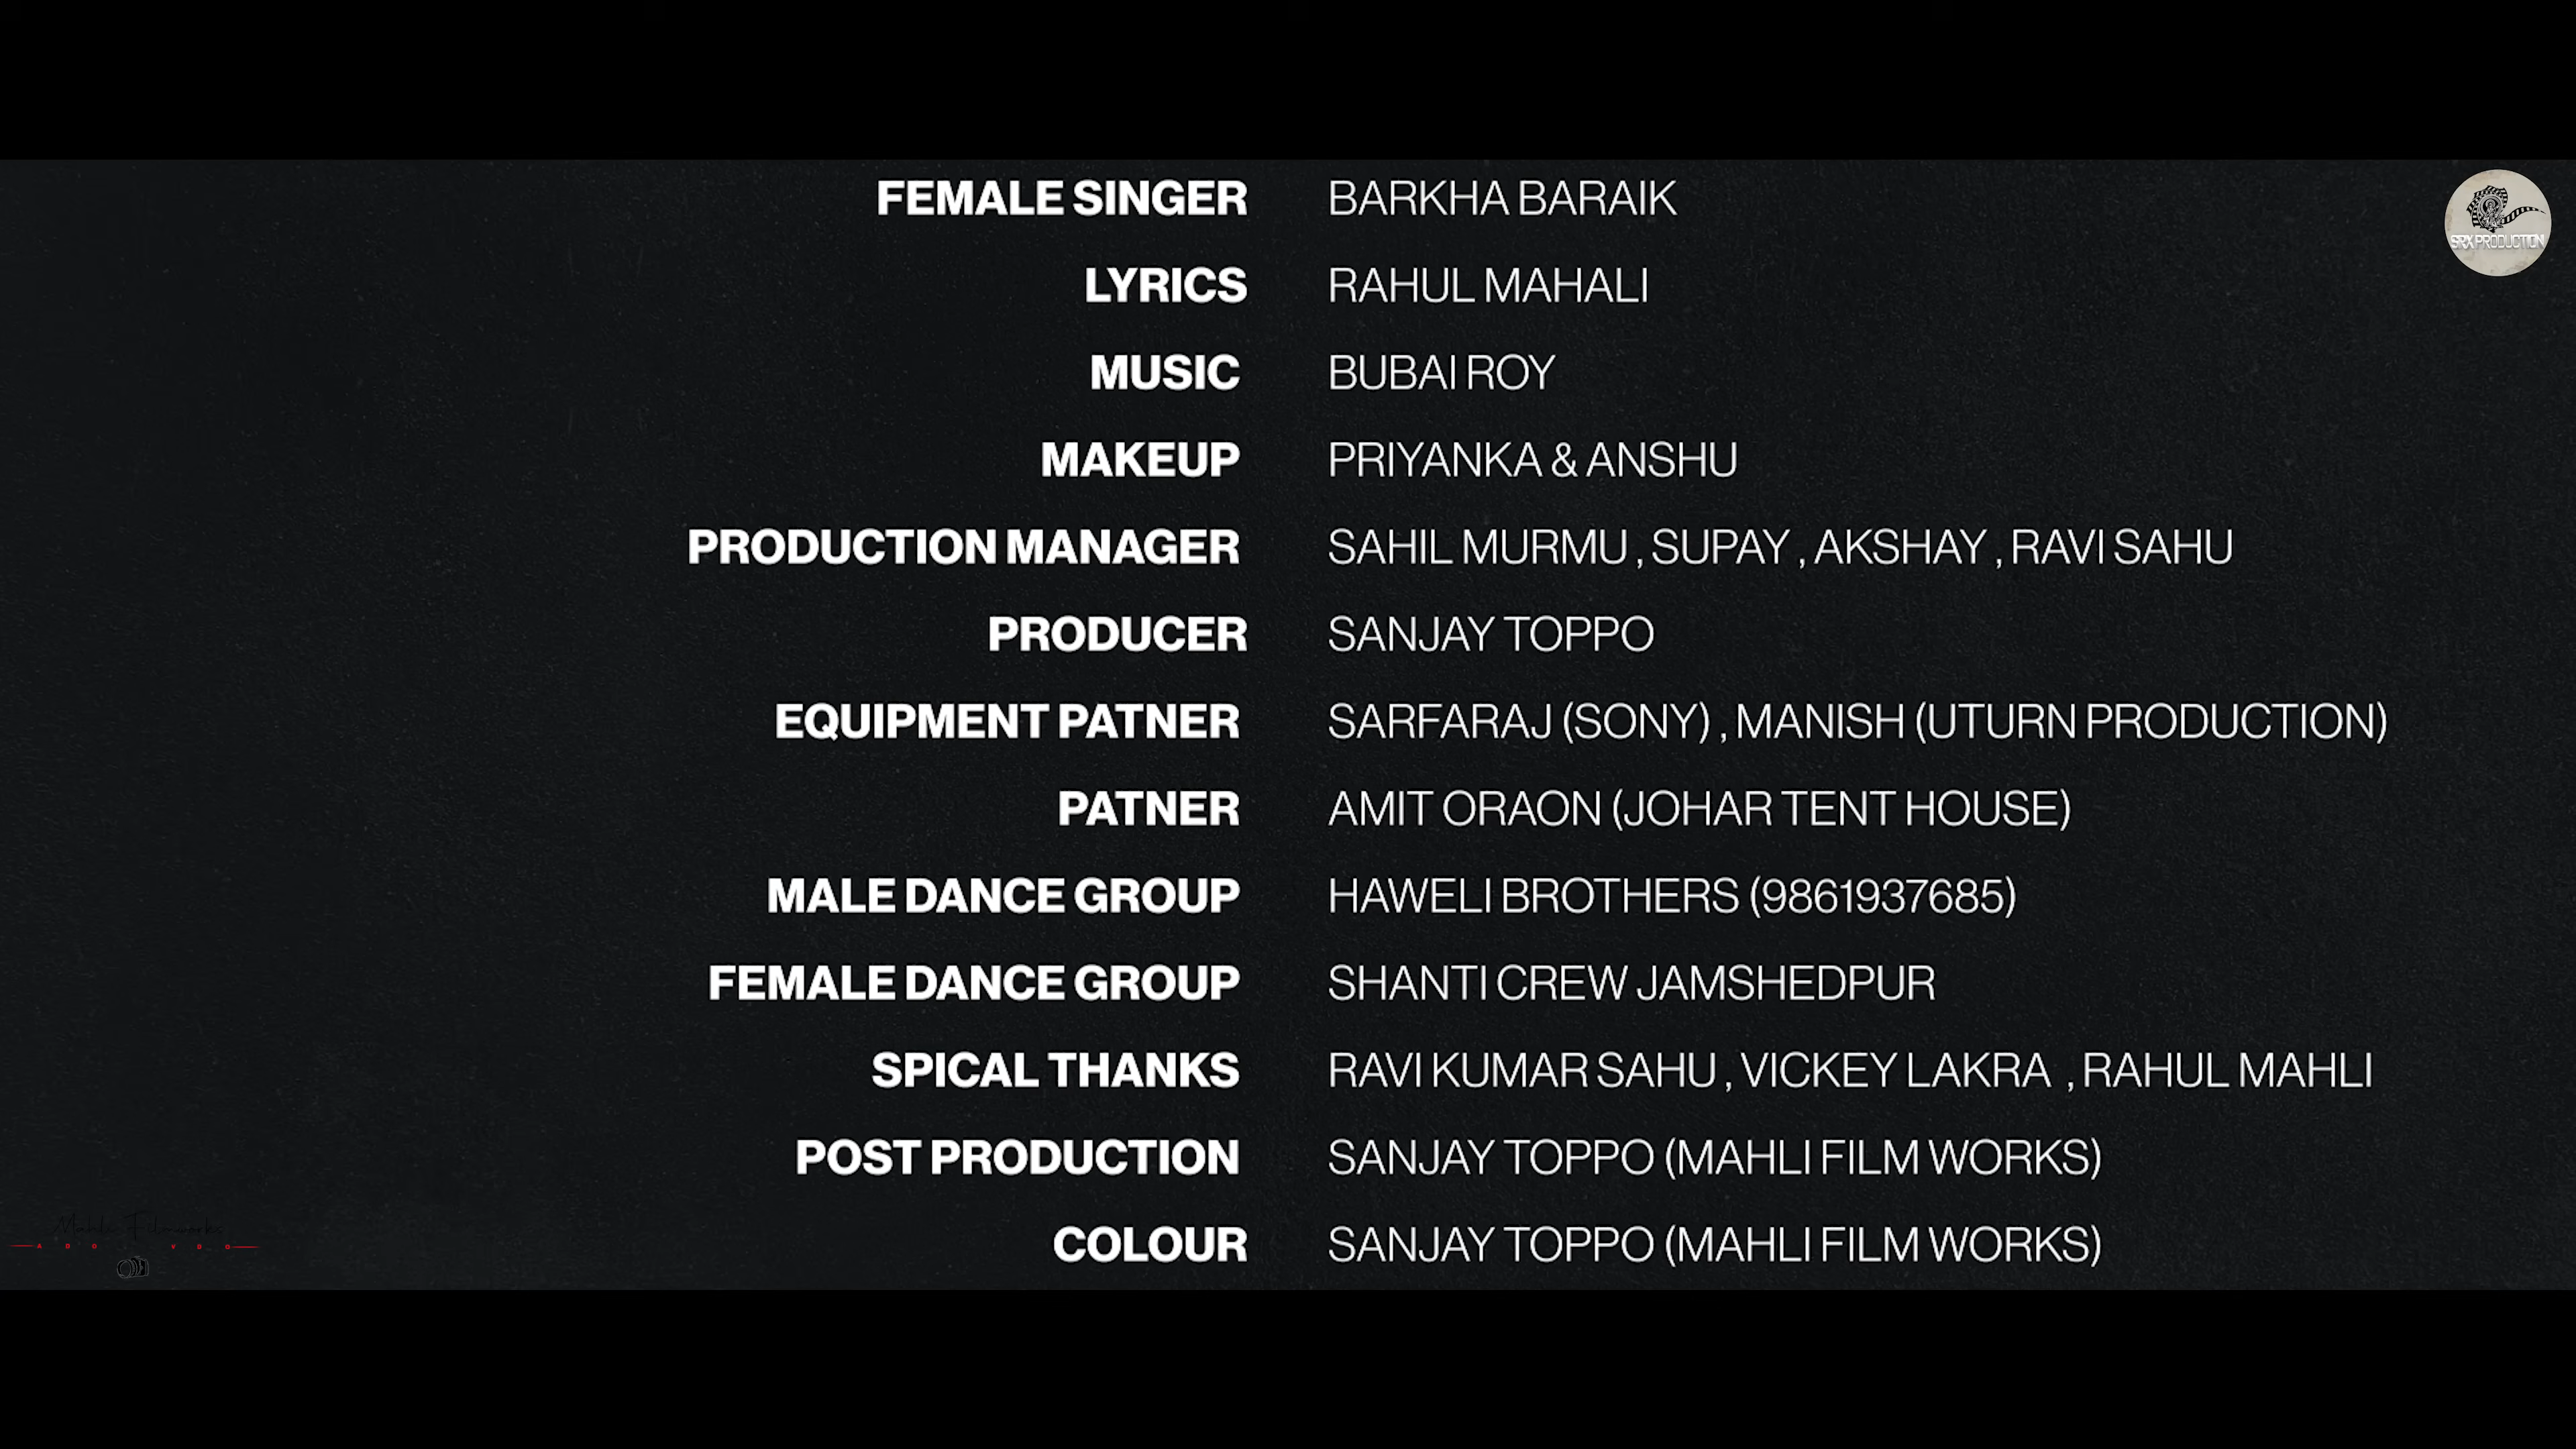 FEMALE SINGER BARKHA BARAIK
SRX PRODUCTION
LYRICS RAHUL MAHALI
MUSIC BUBAI ROY
MAKEUP PRIYANKA & ANSHU
PRODUCTION MANAGER SAHIL MURMU , SUPAY , AKSHAY , RAVI SAHU
PRODUCER SANJAY TOPPO
EQUIPMENT PATNER SARFARAJ (SONY) , MANISH (UTURN PRODUCTION)
PATNER AMIT ORAON (JOHAR TENT HOUSE)
MALE DANCE GROUP HAWELI BROTHERS (9861937685)
FEMALE DANCE GROUP SHANTI CREW JAMSHEDPUR
SPICAL THANKS RAVI KUMAR SAHU , VICKEY LAKRA , RAHUL MAHLI
POST PRODUCTION SANJAY TOPPO (MAHLI FILM WORKS)
COLOUR SANJAY TOPPO (MAHLI FILM WORKS)